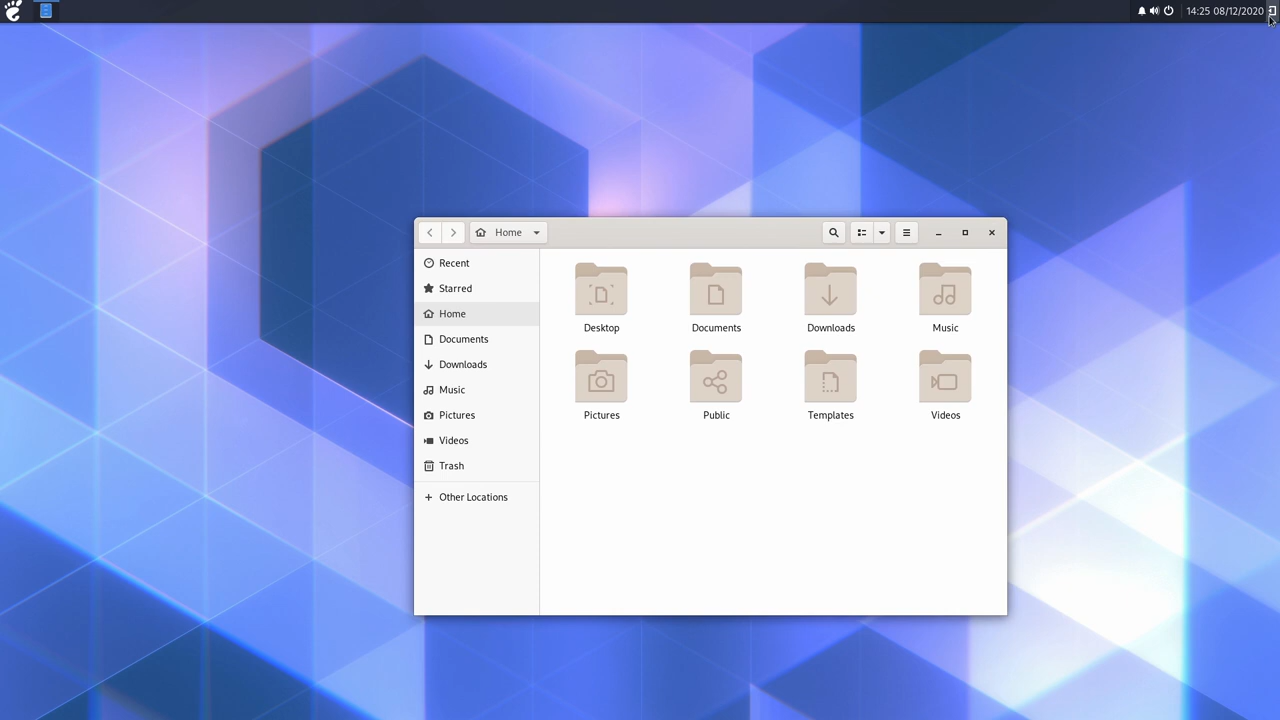 14:25 08/12/2020
Home
Recent
Starred
Home
Documents
Downloads
Music
Pictures
Videos
Trash
Other Locations
Desktop
Documents
Downloads
Music
Pictures
Public
Templates
Videos